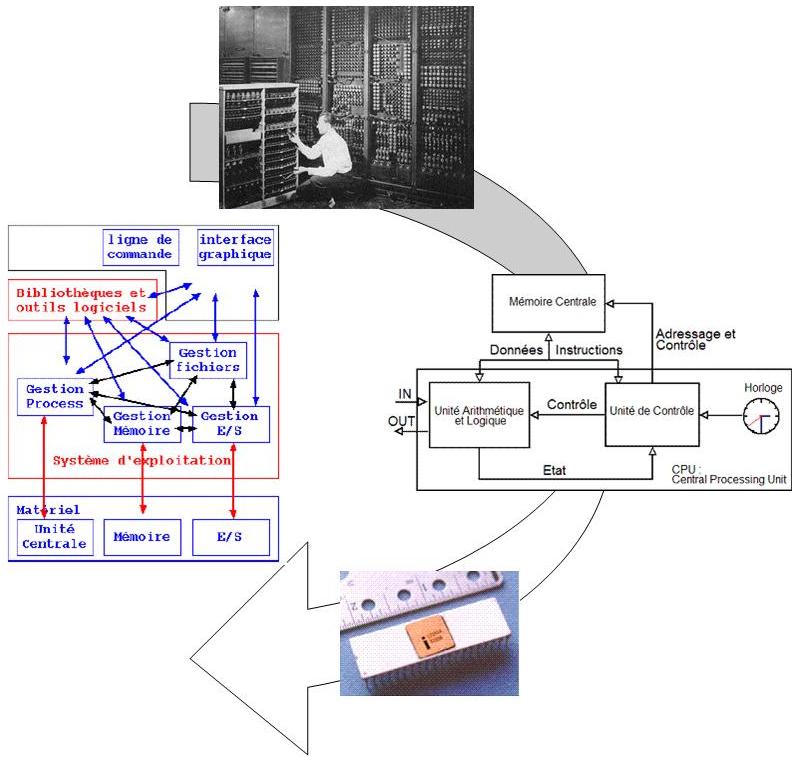 ligne de
commande
interface
graphique
Bibliothèques et
outils logiciels
Gestion
fichiers
Gestion
Process
Gestion
Mémoire
Gestion
E/S
Système d'exploitation
Matériel
Unité
Centrale
Mémoire
E/S
Mémoire Centrale
Adressage et
Contrôle
Données
Instructions
IN
OUT
Unité Arithmétique
et Logique
Contrôle
Unité de Contrôle
Horloge
Etat
CPU :
Central Processing Unit
i